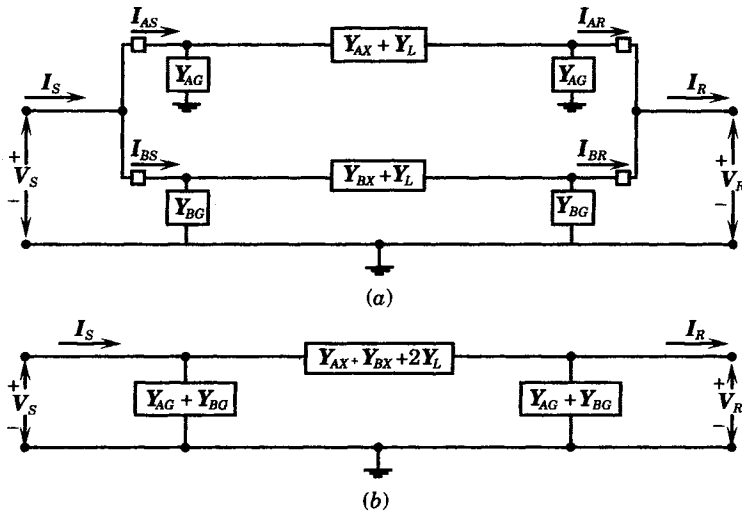 I_AS
I_AR
Y_AX + Y_L
Y_AG
Y_AG
I_S
I_R
I_BS
I_BR
+
V_S
−
+
V_R
−
Y_BX + Y_L
Y_BG
Y_BG
(a)
I_S
I_R
Y_AX + Y_BX + 2Y_L
+
V_S
−
+
V_R
−
Y_AG + Y_BG
Y_AG + Y_BG
(b)